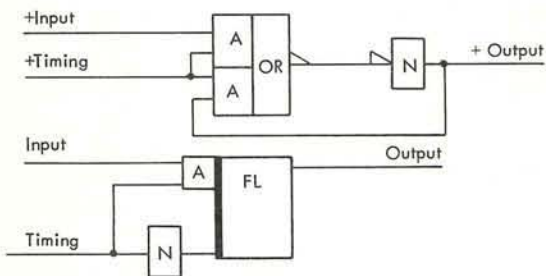 +Input
A
+Timing
OR
N
+ Output
A
Input
Output
A
FL
Timing
N